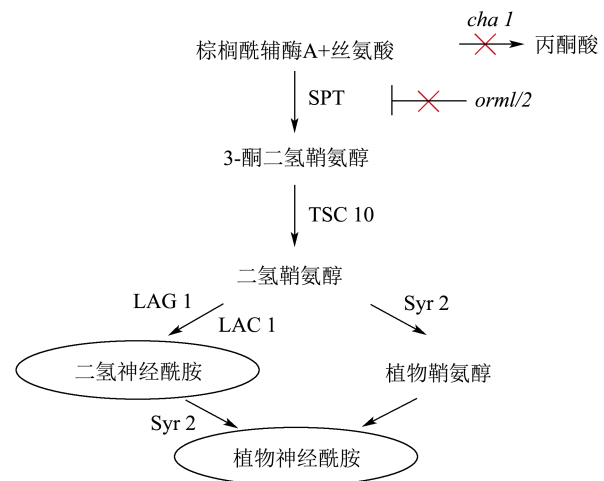 cha 1
棕榈酰辅酶A+丝氨酸
丙酮酸
SPT
orml/2
3-酮二氢鞘氨醇
TSC 10
二氢鞘氨醇
LAG 1
LAC 1
Syr 2
二氢神经酰胺
植物鞘氨醇
Syr 2
植物神经酰胺